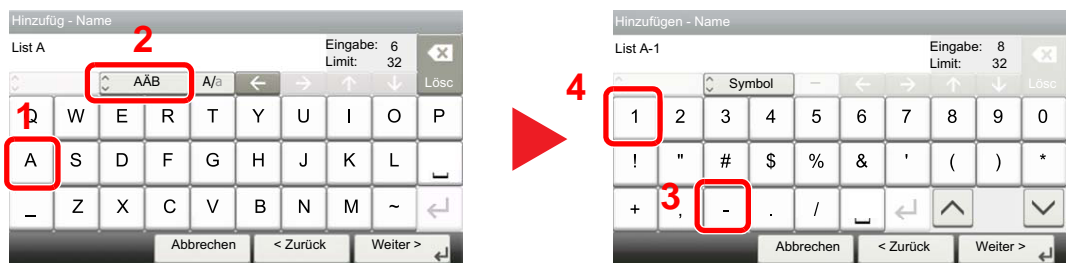 Hinzufüg - Name
List A
2
Eingabe: 6
Limit: 32
AÄB
A/a
Lösc
1
Q W E R T Y U I O P
A S D F G H J K L
_ Z X C V B N M ~
Abbrechen
< Zurück
Weiter >
Hinzufügen - Name
List A-1
Eingabe: 8
Limit: 32
4
Symbol
Lösc
1 2 3 4 5 6 7 8 9 0
! " # $ % & ' ( ) *
3
+ , - . /
Abbrechen
< Zurück
Weiter >